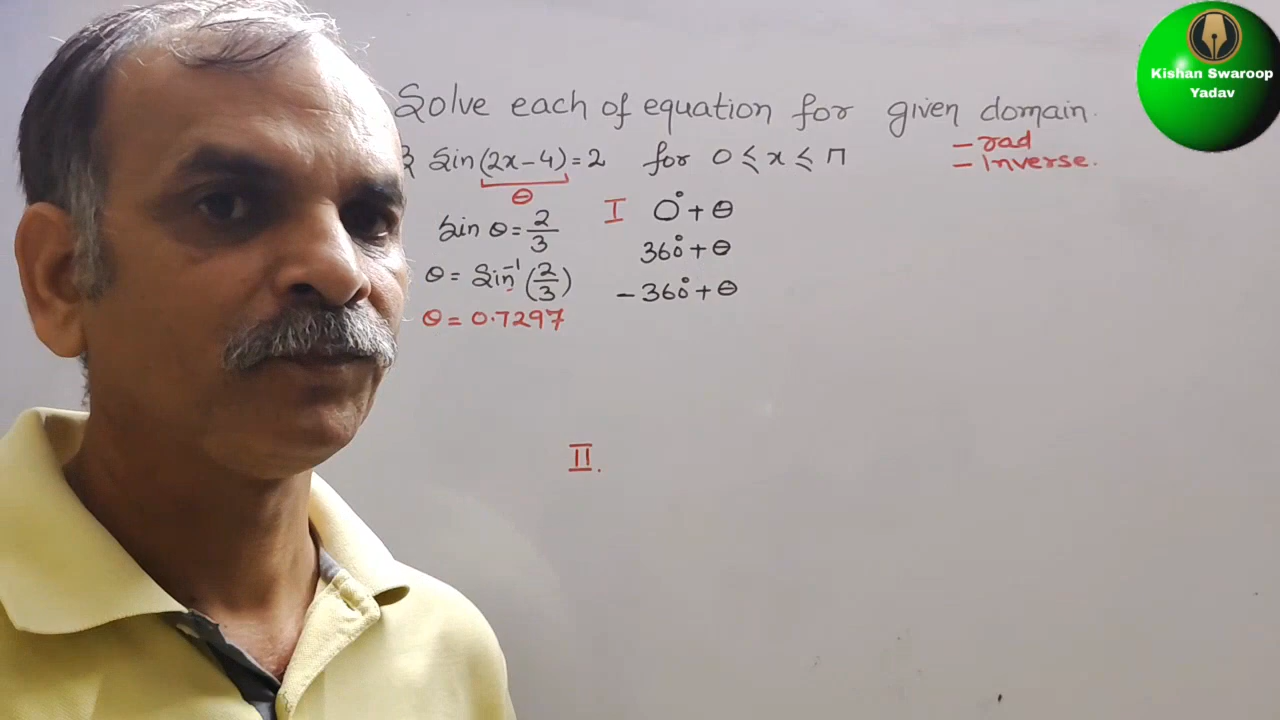 Solve each of equation for given domain.
Sin(2x-4)=2 for 0≤x≤π
θ
- rad
- Inverse.
Sin θ = 2/3
θ = Sin⁻¹(2/3)
θ = 0.7297
I 0°+θ
360°+θ
-360°+θ
II.
Kishan Swaroop
Yadav